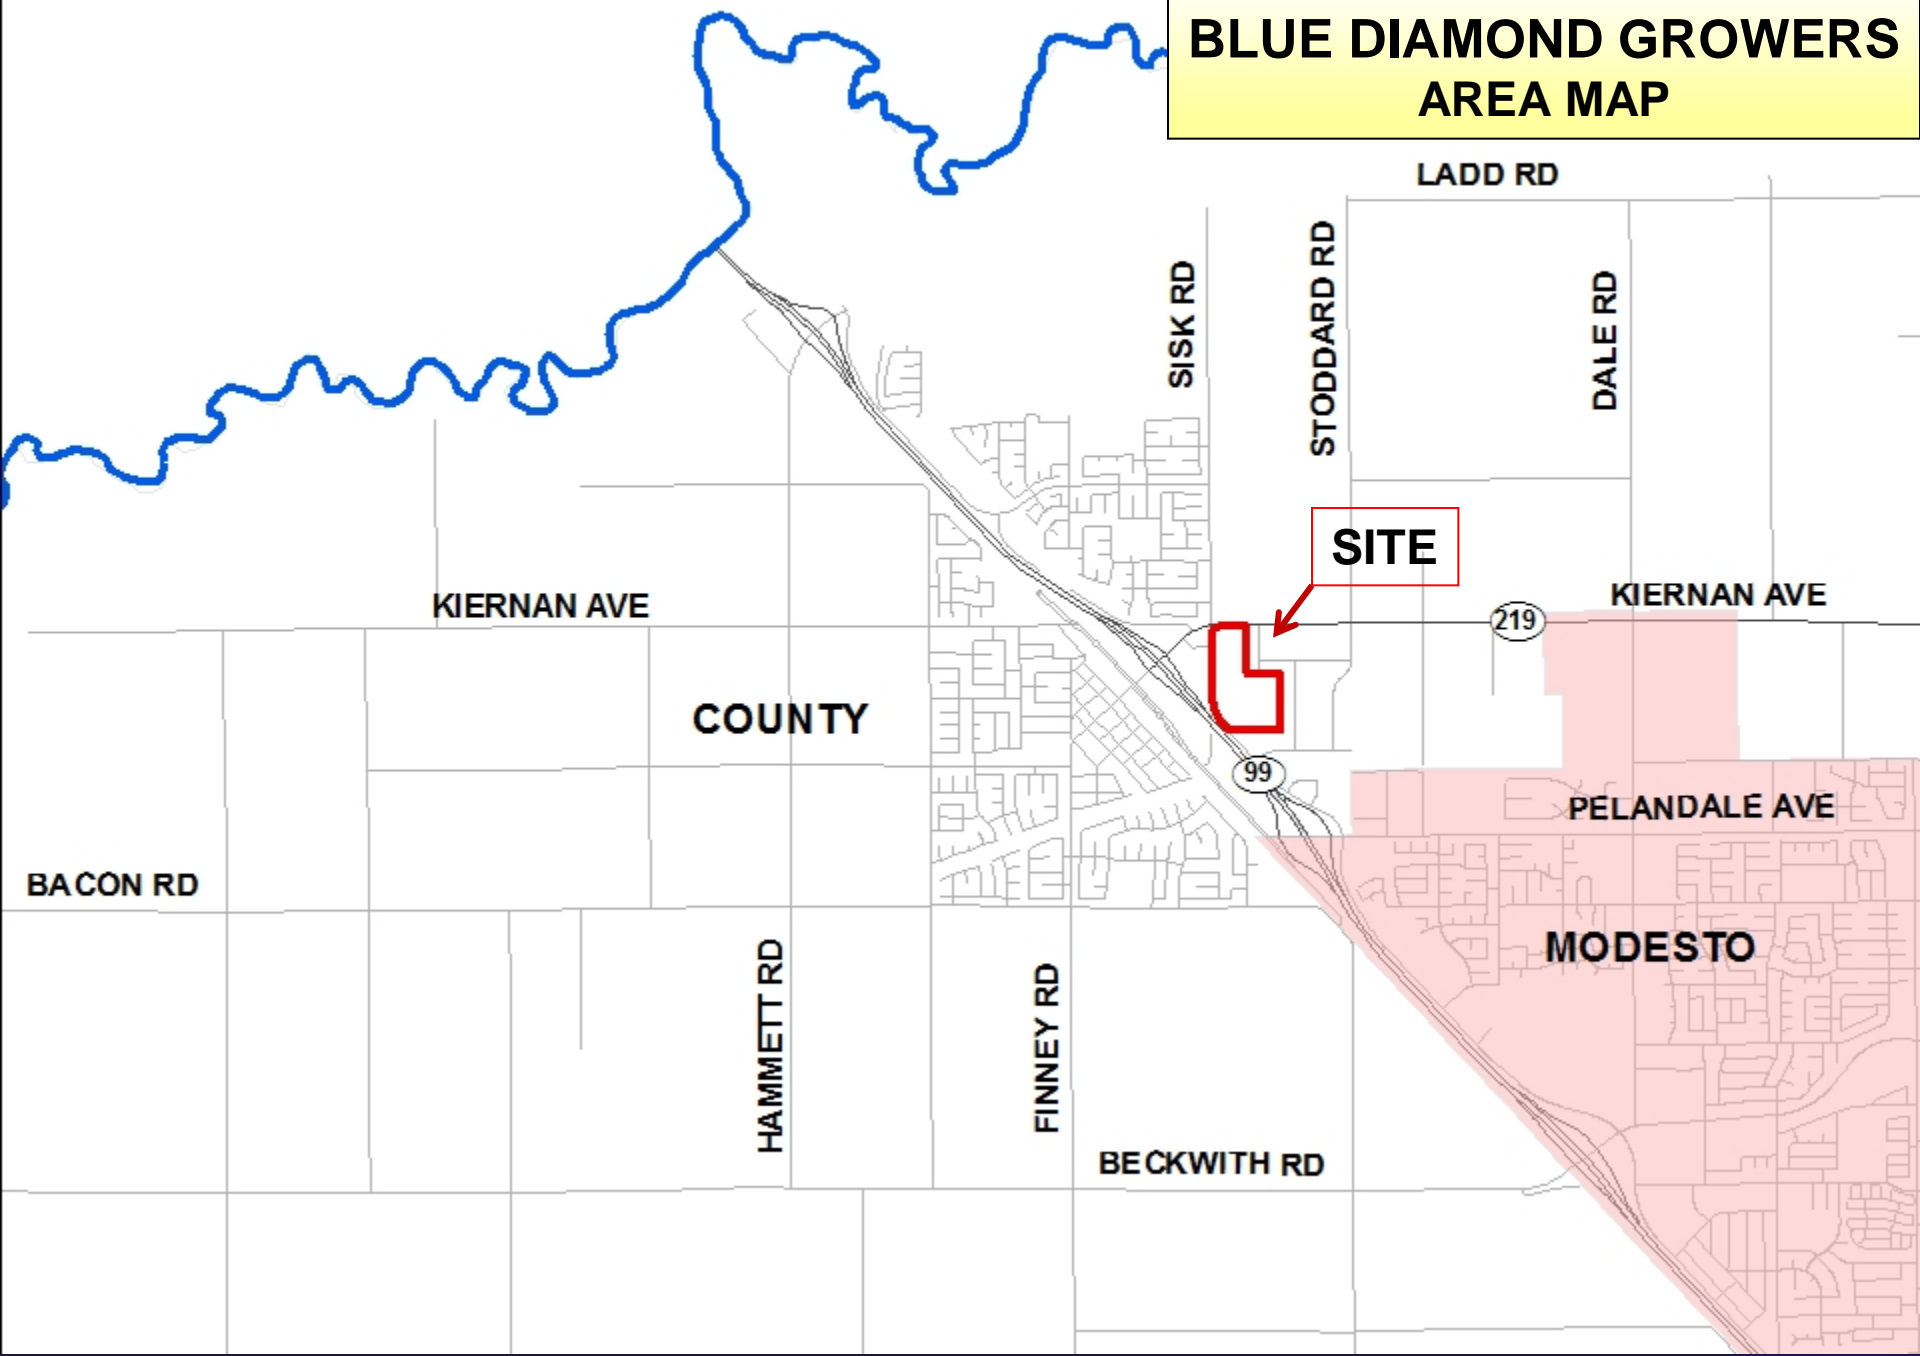 BLUE DIAMOND GROWERS
AREA MAP
LADD RD
SISK RD
STODDARD RD
DALE RD
SITE
KIERNAN AVE
219
KIERNAN AVE
COUNTY
99
PELANDALE AVE
BACON RD
MODESTO
HAMMETT RD
FINNEY RD
BECKWITH RD